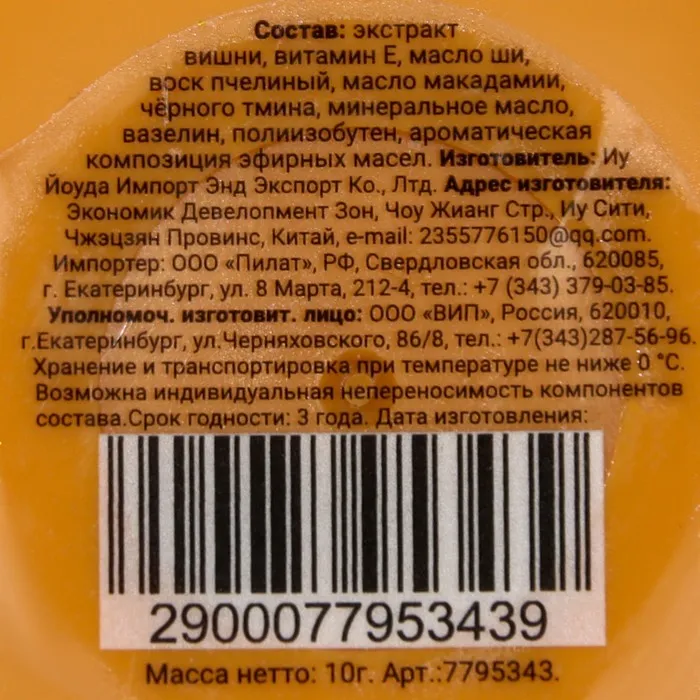 Состав: экстракт
вишни, витамин Е, масло ши,
воск пчелиный, масло макадамии,
чёрного тмина, минеральное масло,
вазелин, полиизобутен, ароматическая
композиция эфирных масел. Изготовитель: Иу
Йоуда Импорт Энд Экспорт Ко., Лтд. Адрес изготовителя:
Экономик Девелопмент Зон, Чоу Жианг Стр., Иу Сити,
Чжэцзян Провинс, Китай, e-mail: 2355776150@qq.com.
Импортер: ООО «Пилат», РФ, Свердловская обл., 620085,
г. Екатеринбург, ул. 8 Марта, 212-4, тел.: +7 (343) 379-03-85.
Уполномоч. изготовит. лицо: ООО «ВИП», Россия, 620010,
г.Екатеринбург, ул.Черняховского, 86/8, тел.: +7(343)287-56-96.
Хранение и транспортировка при температуре не ниже 0 °С.
Возможна индивидуальная непереносимость компонентов
состава.Срок годности: 3 года. Дата изготовления:
2900077953439
Масса нетто: 10г. Арт.:7795343.